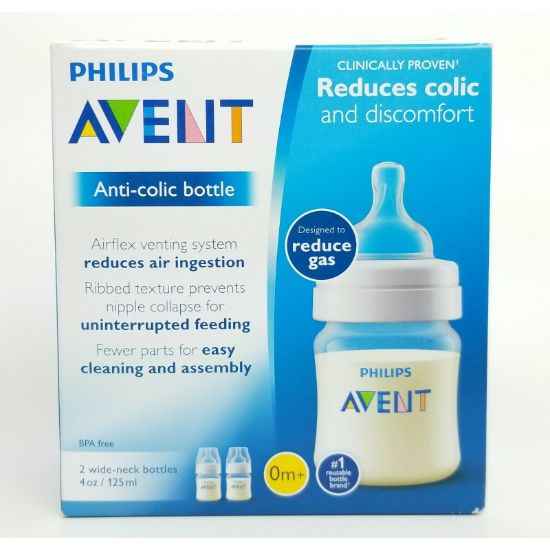 PHILIPS
AVENT
Anti-colic bottle
Airflex venting system
reduces air ingestion
Ribbed texture prevents
nipple collapse for
uninterrupted feeding
Fewer parts for easy
cleaning and assembly
BPA free
2 wide-neck bottles
4 oz / 125 ml
CLINICALLY PROVEN¹
Reduces colic
and discomfort
Designed to
reduce
gas
PHILIPS
AVENT
0m+
#1
reusable
bottle
brand¹